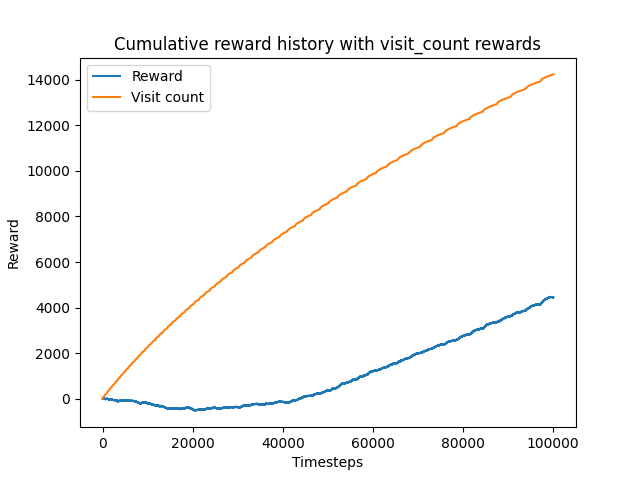 Cumulative reward history with visit_count rewards
Reward
Visit count
14000
12000
10000
8000
6000
4000
2000
0
Reward
0 20000 40000 60000 80000 100000
Timesteps